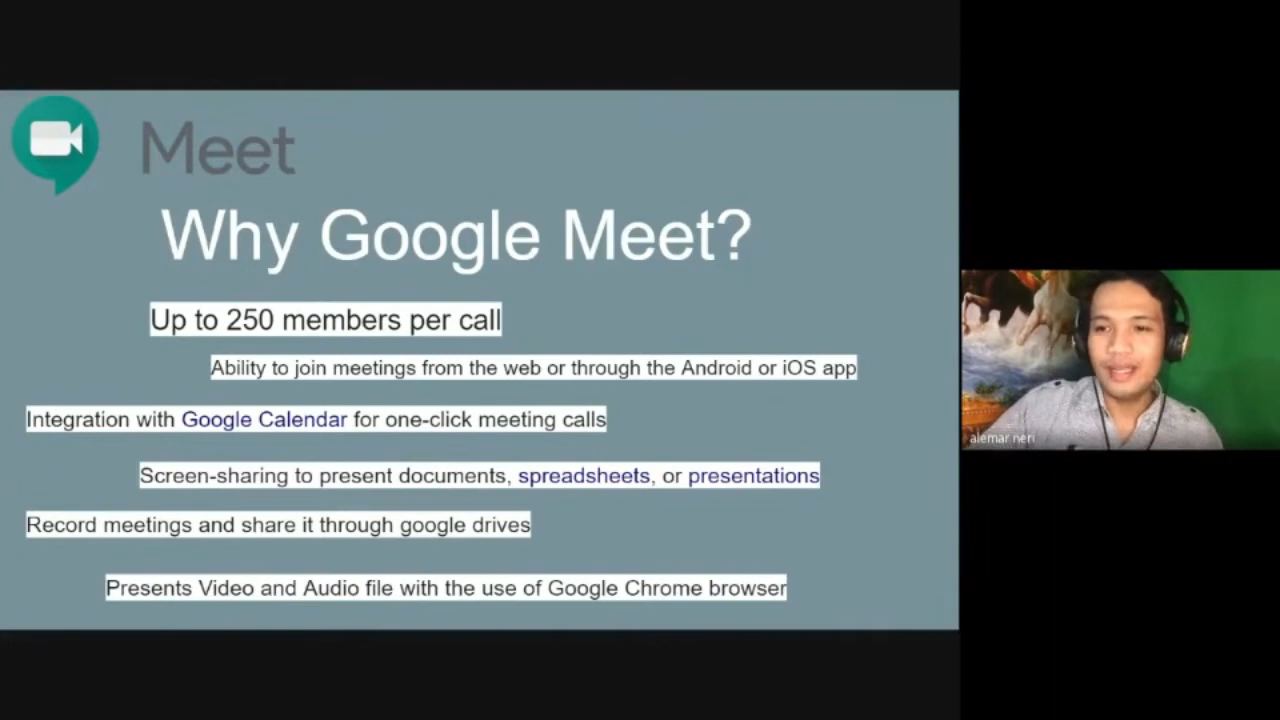 Meet
Why Google Meet?
Up to 250 members per call
Ability to join meetings from the web or through the Android or iOS app
Integration with Google Calendar for one-click meeting calls
Screen-sharing to present documents, spreadsheets, or presentations
Record meetings and share it through google drives
Presents Video and Audio file with the use of Google Chrome browser
alemar neri